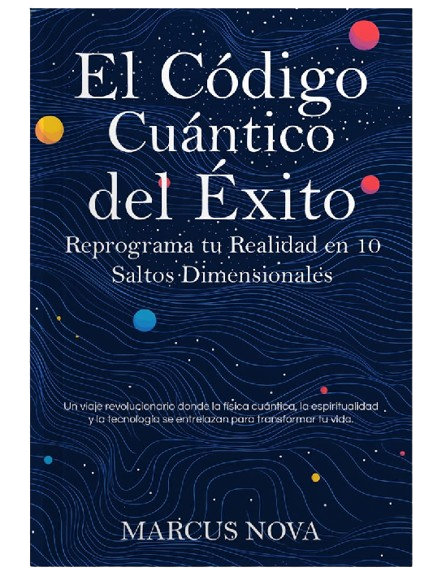 El Código
Cuántico
del Éxito
Reprograma tu Realidad en 10
Saltos Dimensionales
Un viaje revolucionario donde la física cuántica, la espiritualidad
y la tecnología se entrelazan para transformar tu vida.
MARCUS NOVA